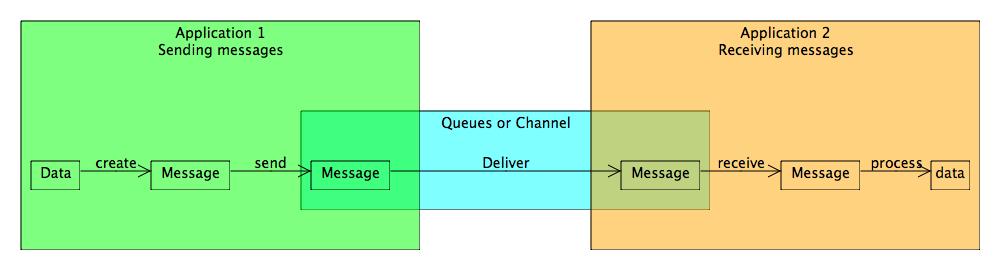 Application 1
Sending messages
Application 2
Receiving messages
Queues or Channel
Data
create
Message
send
Message
Deliver
Message
receive
Message
process
data